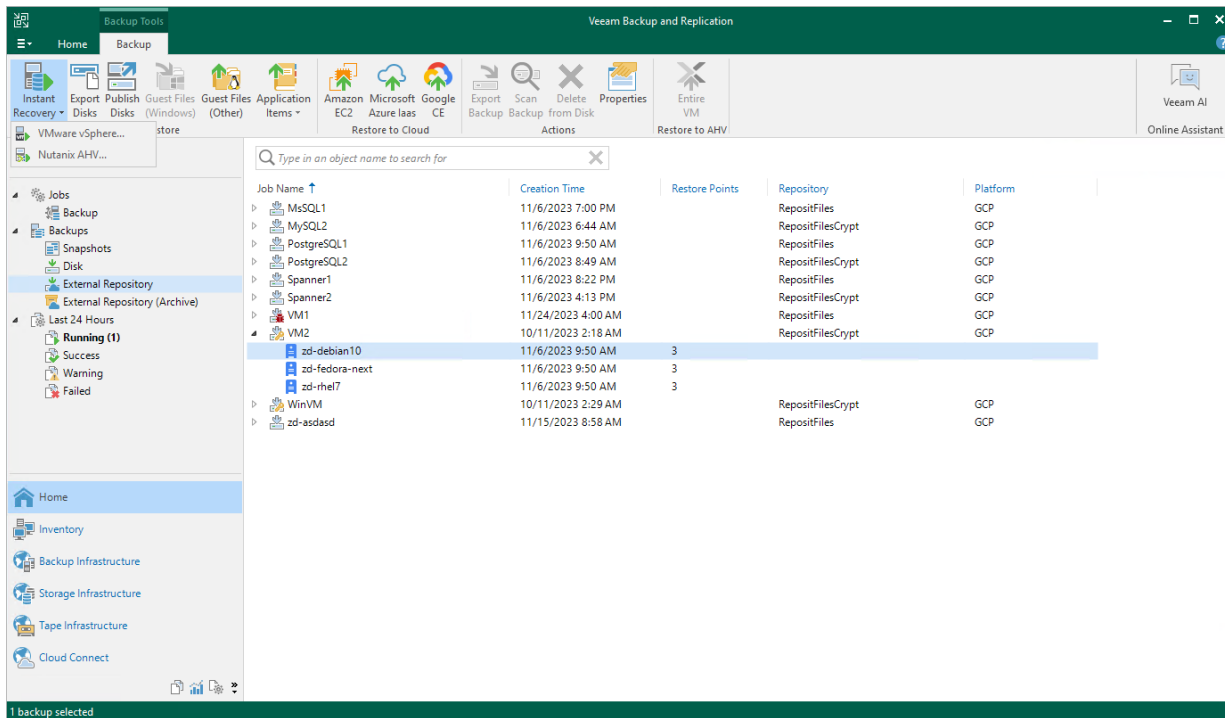 Backup Tools
Veeam Backup and Replication
Home Backup
Instant Recovery
Export Disks
Publish Disks
Guest Files (Windows)
Guest Files (Other)
Application Items
Amazon EC2
Microsoft Azure Iaas
Google CE
Export Backup
Scan Backup
Delete from Disk
Properties
Entire VM
Veeam AI
store
Restore to Cloud
Actions
Restore to AHV
Online Assistant
VMware vSphere...
Nutanix AHV...
Type in an object name to search for
Jobs
Backup
Backups
Snapshots
Disk
External Repository
External Repository (Archive)
Last 24 Hours
Running (1)
Success
Warning
Failed
Job Name Creation Time Restore Points Repository Platform
MsSQL1 11/6/2023 7:00 PM RepositFiles GCP
MySQL2 11/6/2023 6:44 AM RepositFilesCrypt GCP
PostgreSQL1 11/6/2023 9:50 AM RepositFiles GCP
PostgreSQL2 11/6/2023 8:49 AM RepositFilesCrypt GCP
Spanner1 11/6/2023 8:22 PM RepositFiles GCP
Spanner2 11/6/2023 4:13 PM RepositFilesCrypt GCP
VM1 11/24/2023 4:00 AM RepositFiles GCP
VM2 10/11/2023 2:18 AM RepositFilesCrypt GCP
zd-debian10 11/6/2023 9:50 AM 3
zd-fedora-next 11/6/2023 9:50 AM 3
zd-rhel7 11/6/2023 9:50 AM 3
WinVM 10/11/2023 2:29 AM RepositFilesCrypt GCP
zd-asdasd 11/15/2023 8:58 AM RepositFiles GCP
Home
Inventory
Backup Infrastructure
Storage Infrastructure
Tape Infrastructure
Cloud Connect
1 backup selected